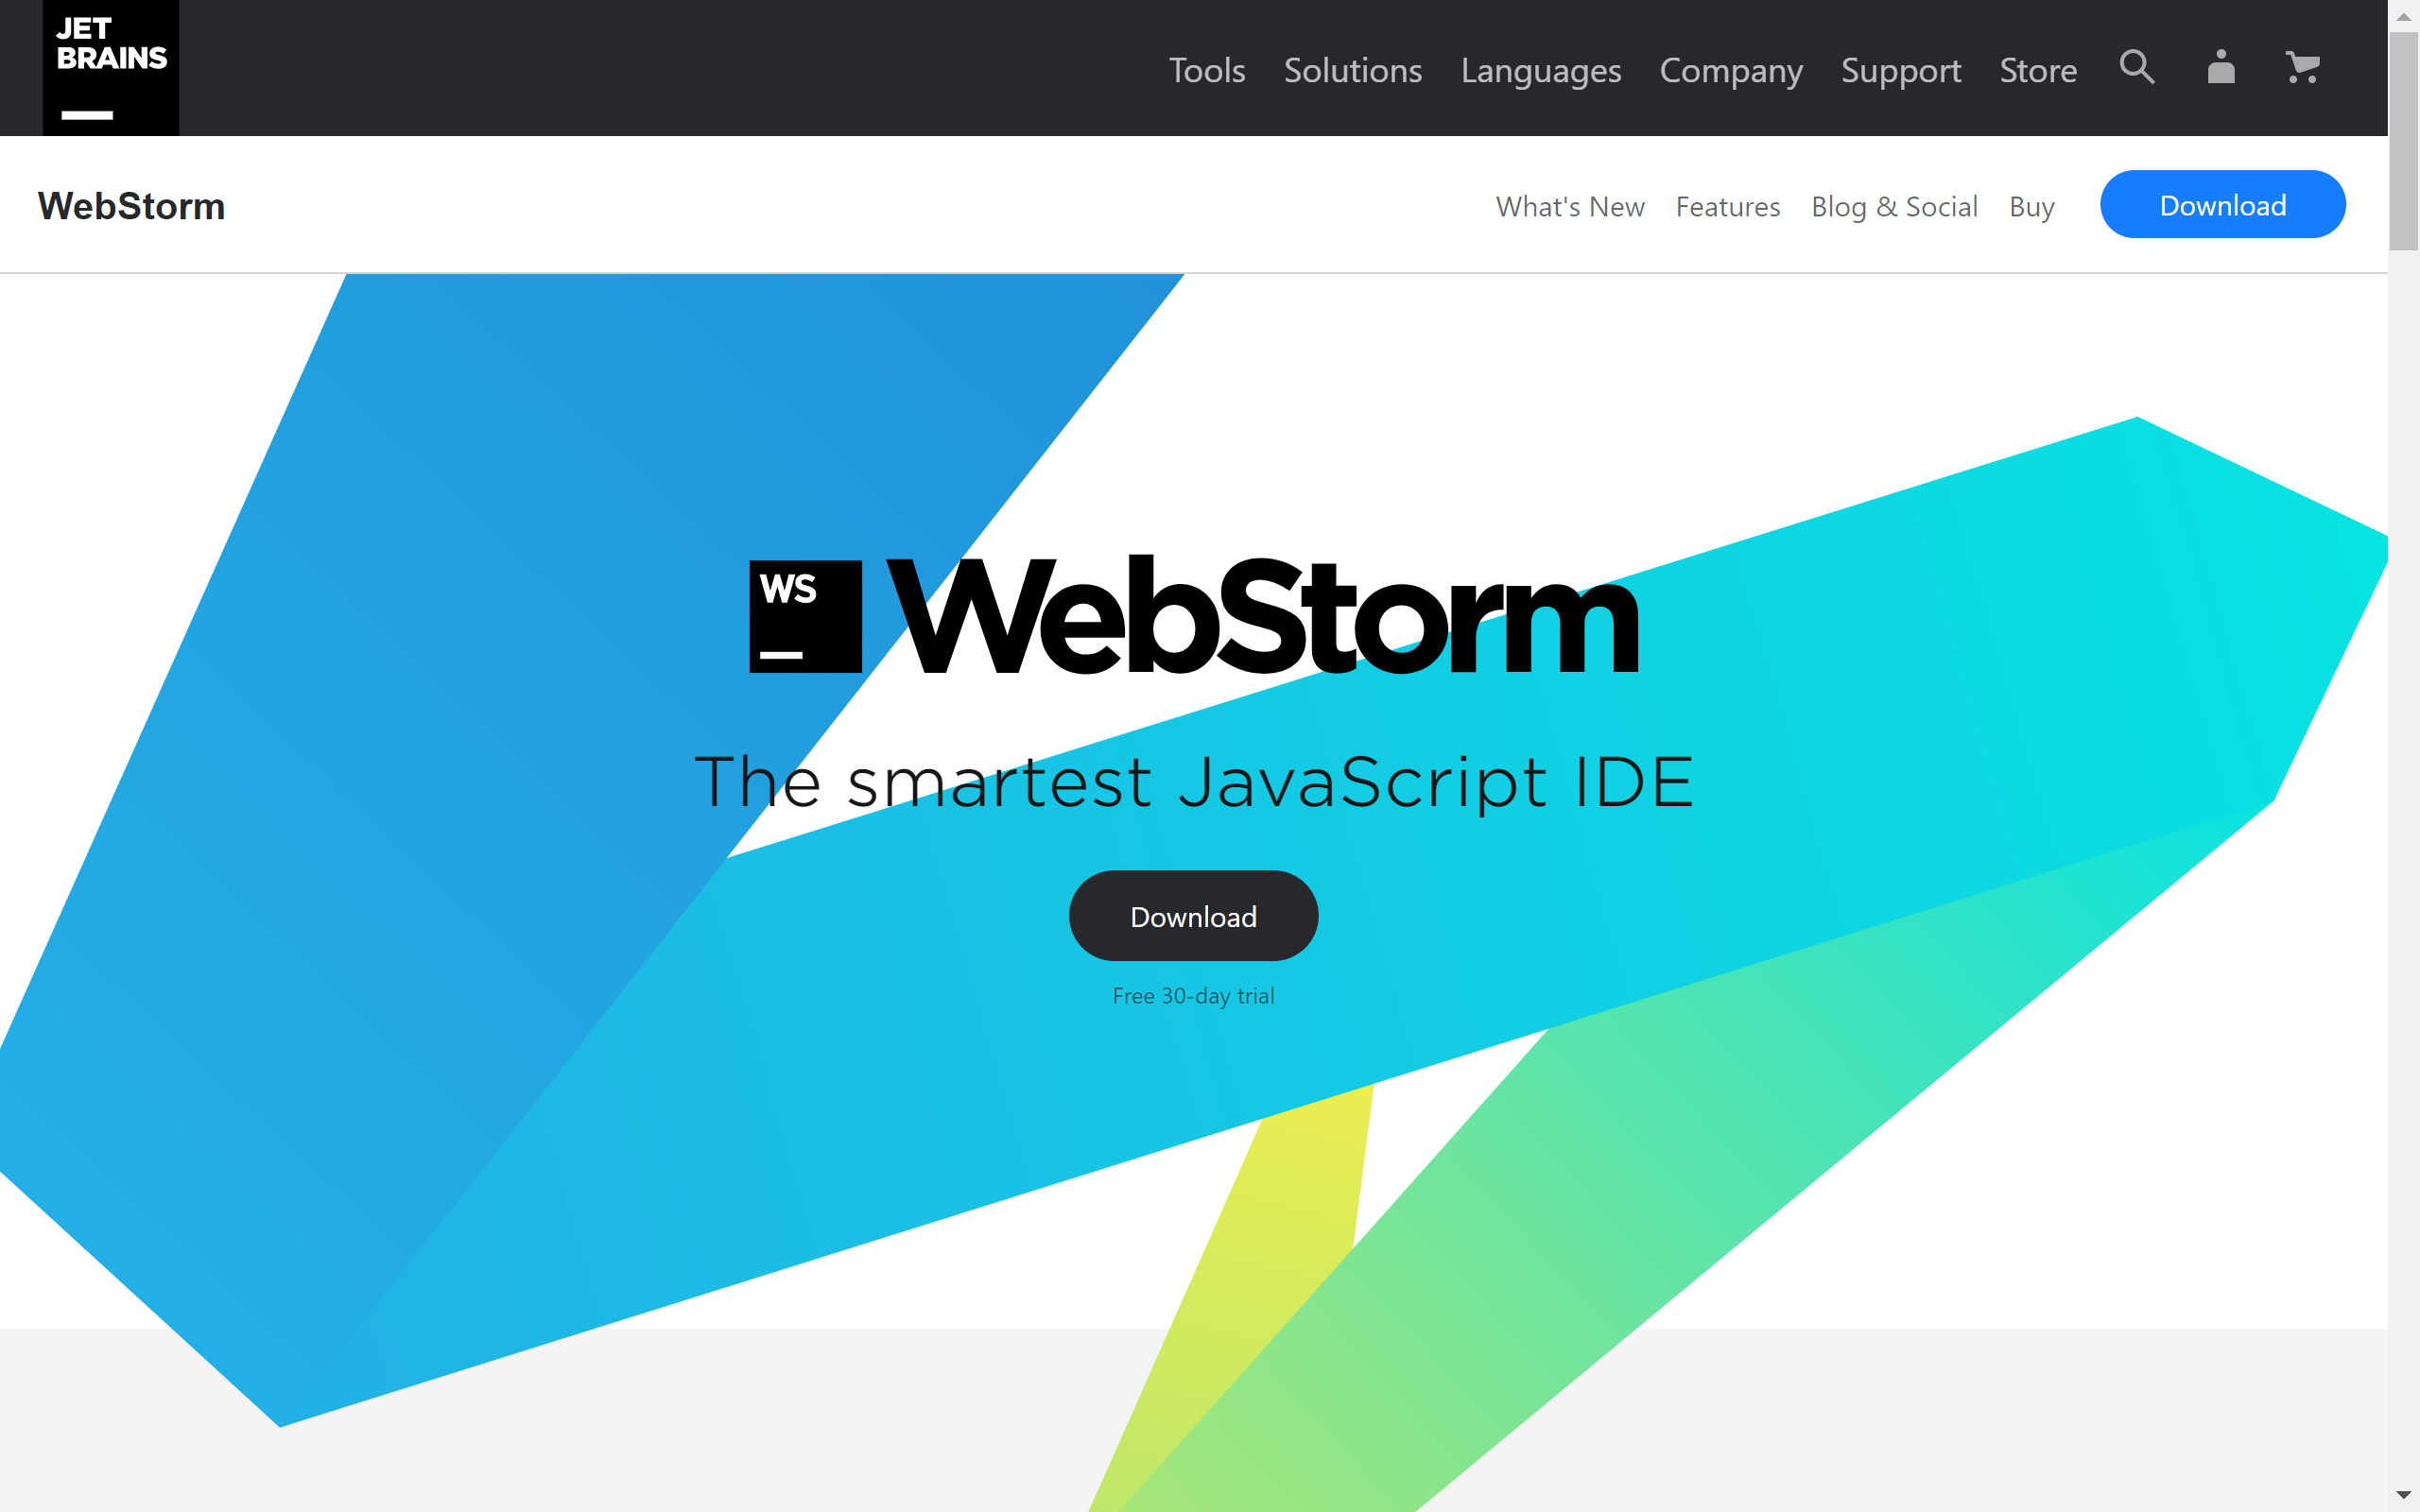 JET
BRAINS
Tools Solutions Languages Company Support Store
WebStorm
What's New Features Blog & Social Buy Download
WS
WebStorm
The smartest JavaScript IDE
Download
Free 30-day trial